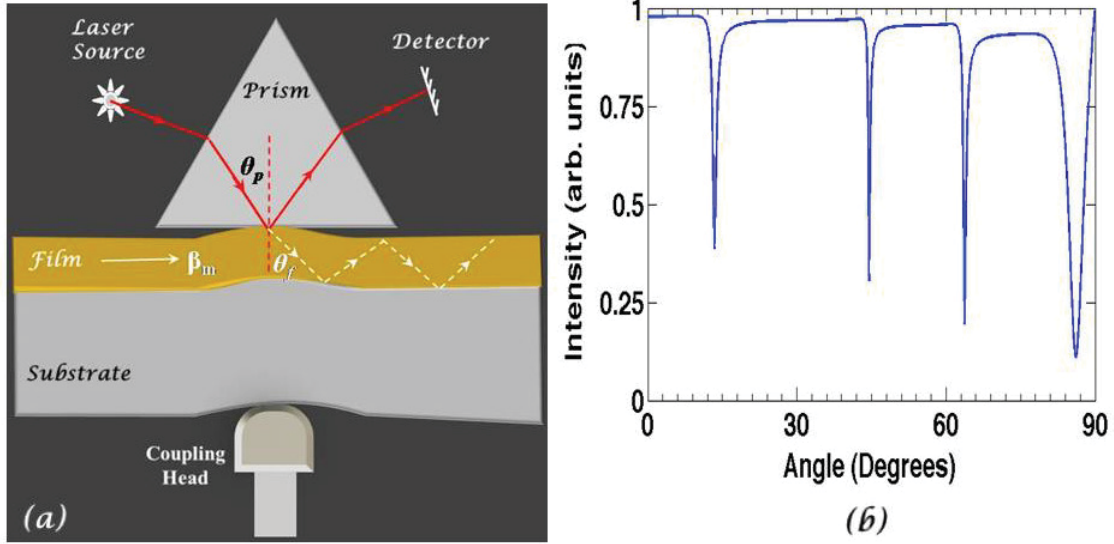 Laser
Source
Detector
Prism
θp
Film
βm
θf
Substrate
Coupling
Head
(a)
Intensity (arb. units)
1
0.75
0.5
0.25
0
0
30
60
90
Angle (Degrees)
(b)